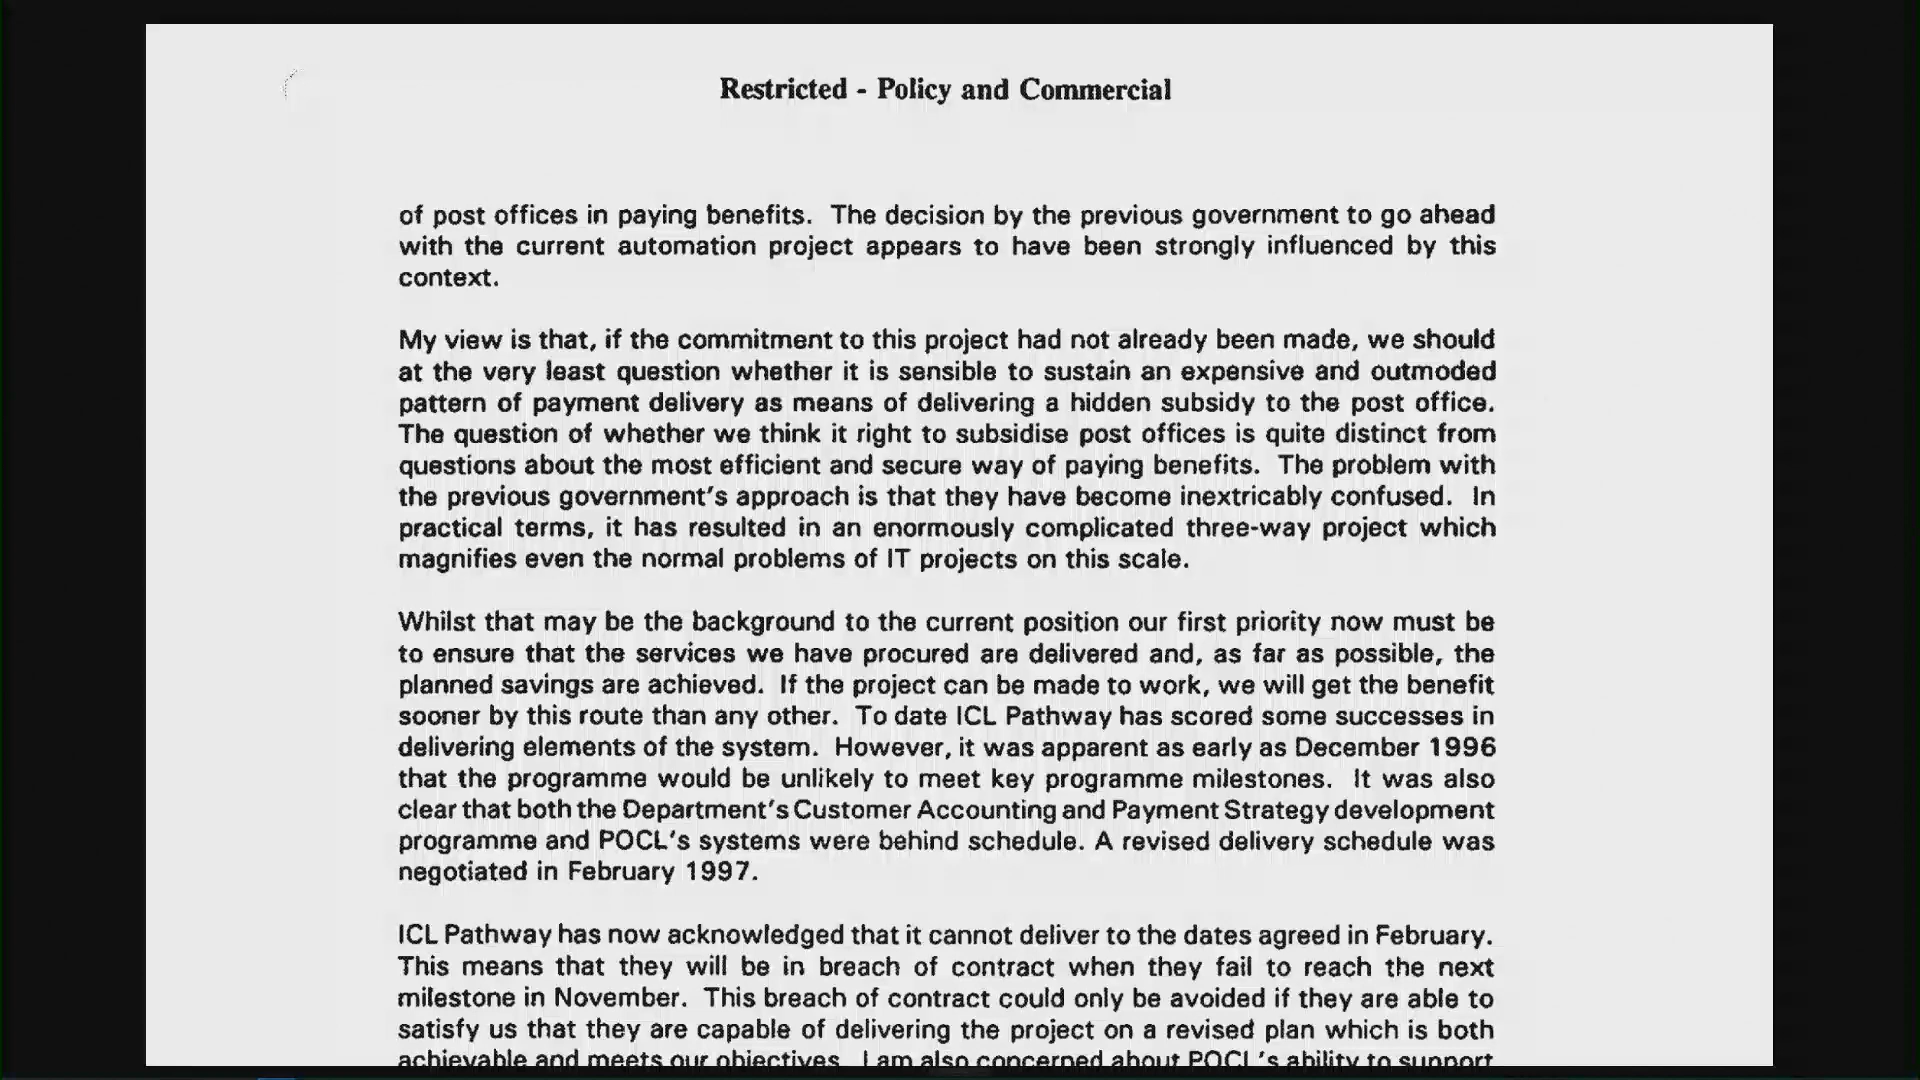 Restricted - Policy and Commercial
of post offices in paying benefits. The decision by the previous government to go ahead
with the current automation project appears to have been strongly influenced by this
context.
My view is that, if the commitment to this project had not already been made, we should
at the very least question whether it is sensible to sustain an expensive and outmoded
pattern of payment delivery as means of delivering a hidden subsidy to the post office.
The question of whether we think it right to subsidise post offices is quite distinct from
questions about the most efficient and secure way of paying benefits. The problem with
the previous government's approach is that they have become inextricably confused. In
practical terms, it has resulted in an enormously complicated three-way project which
magnifies even the normal problems of IT projects on this scale.
Whilst that may be the background to the current position our first priority now must be
to ensure that the services we have procured are delivered and, as far as possible, the
planned savings are achieved. If the project can be made to work, we will get the benefit
sooner by this route than any other. To date ICL Pathway has scored some successes in
delivering elements of the system. However, it was apparent as early as December 1996
that the programme would be unlikely to meet key programme milestones. It was also
clear that both the Department's Customer Accounting and Payment Strategy development
programme and POCL's systems were behind schedule. A revised delivery schedule was
negotiated in February 1997.
ICL Pathway has now acknowledged that it cannot deliver to the dates agreed in February.
This means that they will be in breach of contract when they fail to reach the next
milestone in November. This breach of contract could only be avoided if they are able to
satisfy us that they are capable of delivering the project on a revised plan which is both
achievable and meets our objectives. I am also concerned about POCL's ability to support